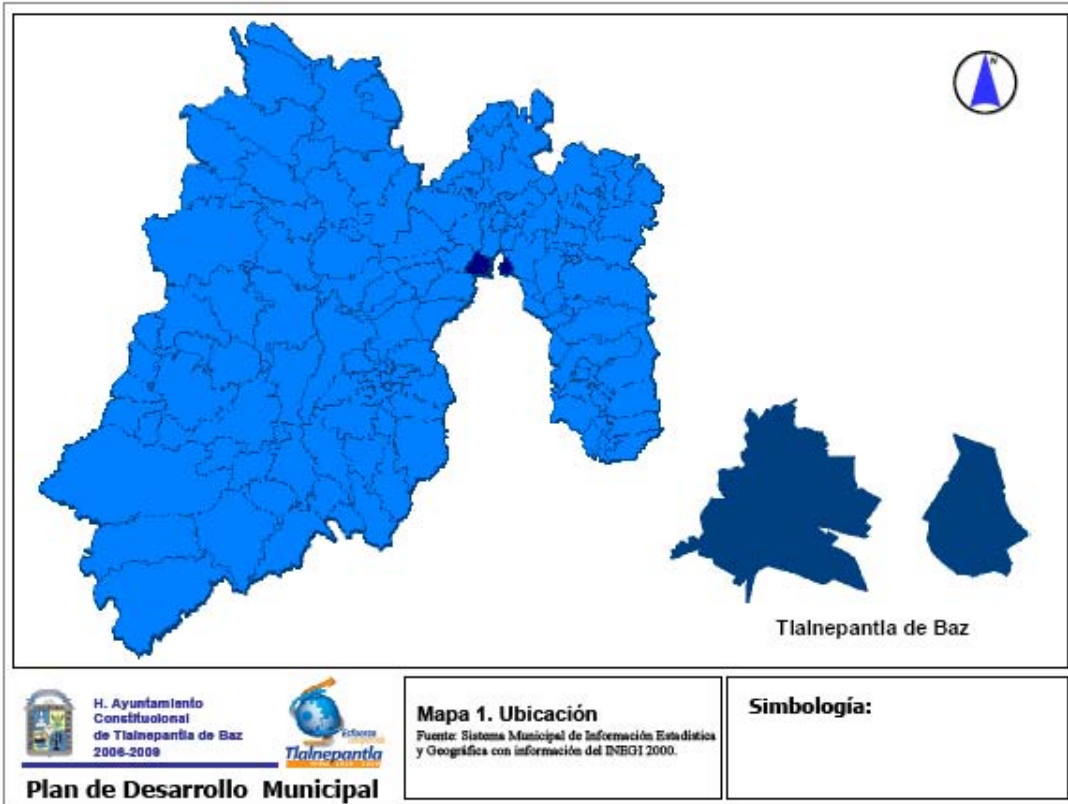 N
Tlalnepantla de Baz
H. Ayuntamiento
Constitucional
de Tlalnepantla de Baz
2006-2009
Plan de Desarrollo Municipal
Esfuerzo
Tlalnepantla
Mapa 1. Ubicación
Fuente: Sistema Municipal de Información Estadística
y Geográfica con información del INEGI 2000.
Simbología: